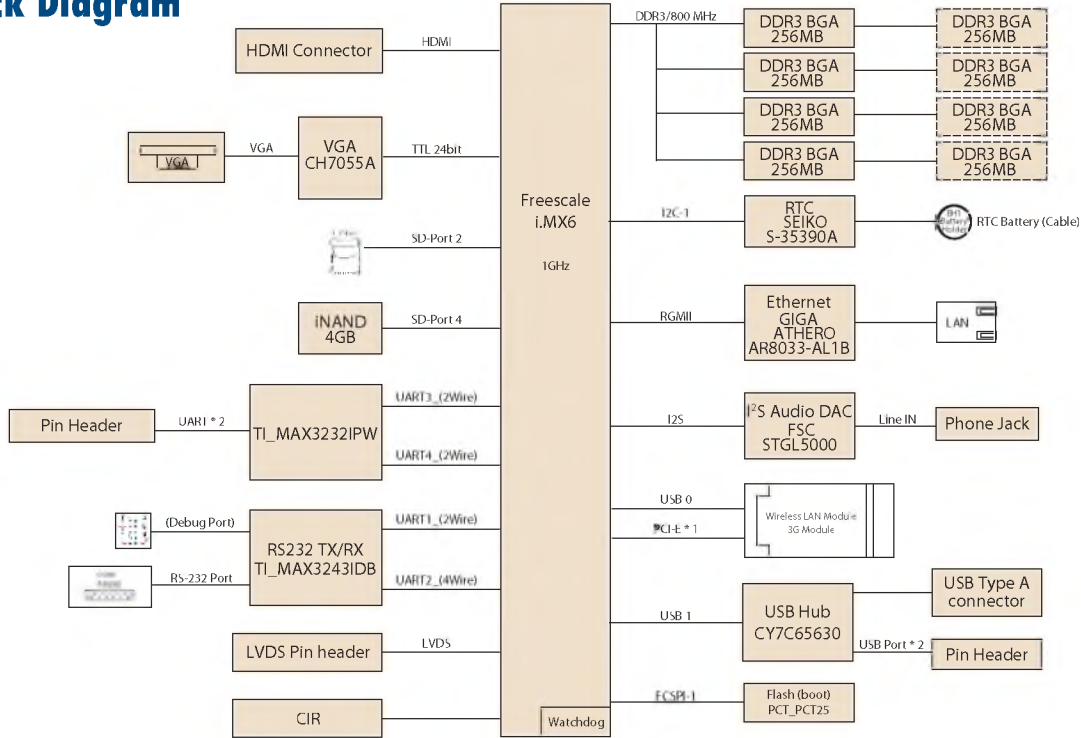 ck Diagram
HDMI Connector
HDMI
VGA
VGA
VGA
CH7055A
TTL 24bit
SD-Port 2
iNAND
4GB
SD-Port 4
Pin Header
UART * 2
TI_MAX3232IPW
UART3_(2Wire)
UART4_(2Wire)
(Debug Port)
RS-232 Port
RS232 TX/RX
TI_MAX3243IDB
UART1_(2Wire)
UART2_(4Wire)
LVDS Pin header
LVDS
CIR
Freescale
i.MX6
1GHz
Watchdog
DDR3/800 MHz
DDR3 BGA
256MB
DDR3 BGA
256MB
DDR3 BGA
256MB
DDR3 BGA
256MB
DDR3 BGA
256MB
DDR3 BGA
256MB
DDR3 BGA
256MB
DDR3 BGA
256MB
I2C-1
RTC
SEIKO
S-35390A
BH1
Battery
Holder
RTC Battery (Cable)
RGMII
Ethernet
GIGA
ATHERO
AR8033-AL1B
LAN
I2S
I²S Audio DAC
FSC
STGL5000
Line IN
Phone Jack
USB 0
PCI-E * 1
Wireless LAN Module
3G Module
USB 1
USB Hub
CY7C65630
USB Type A
connector
USB Port * 2
Pin Header
ECSPI-1
Flash (boot)
PCT_PCT25